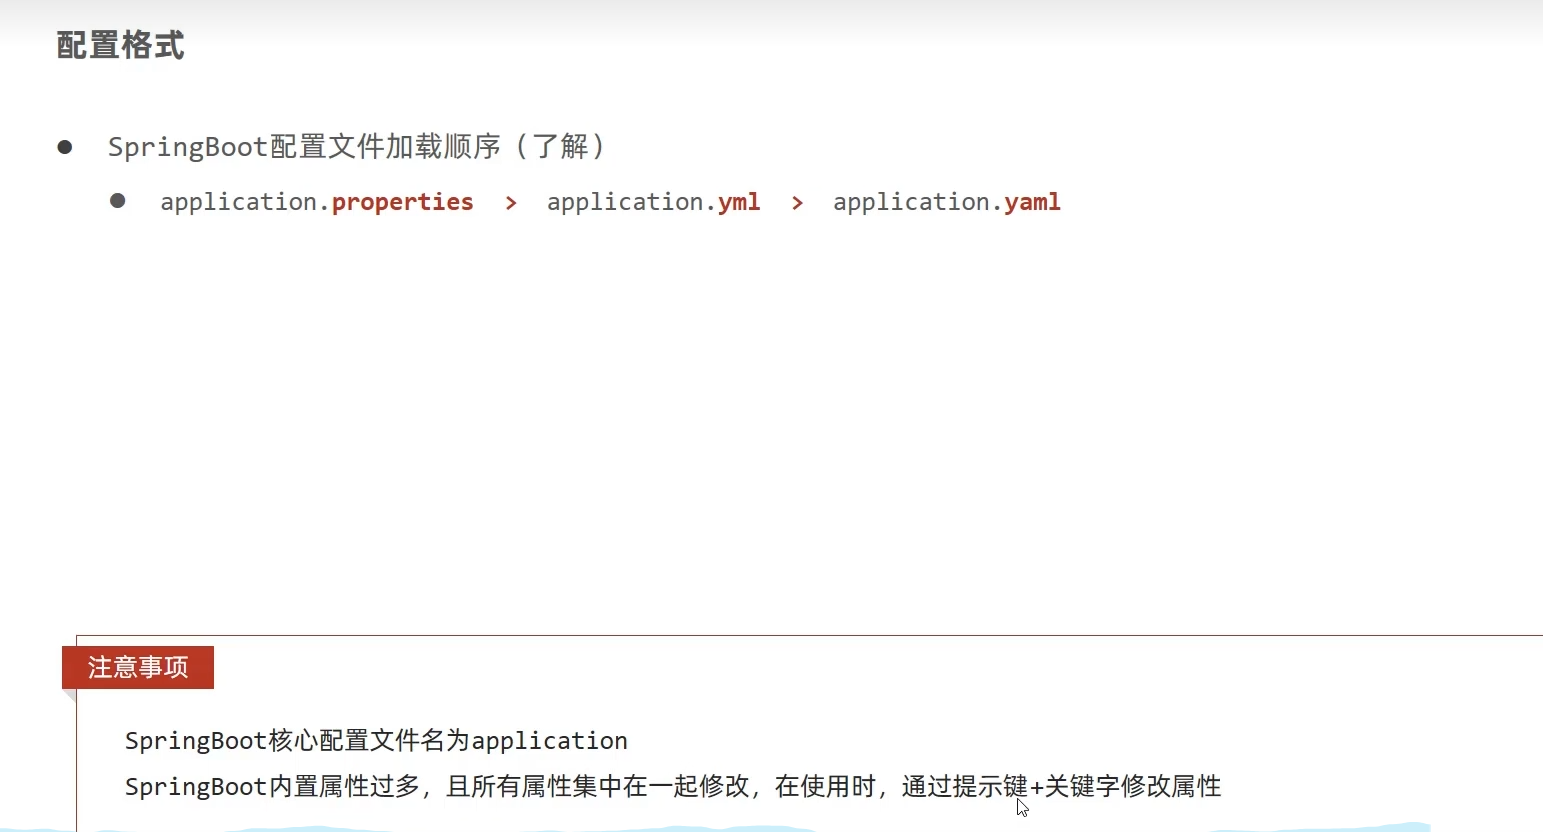 配置格式
SpringBoot配置文件加载顺序（了解）
application.properties > application.yml > application.yaml
注意事项
SpringBoot核心配置文件名为application
SpringBoot内置属性过多，且所有属性集中在一起修改，在使用时，通过提示键+关键字修改属性